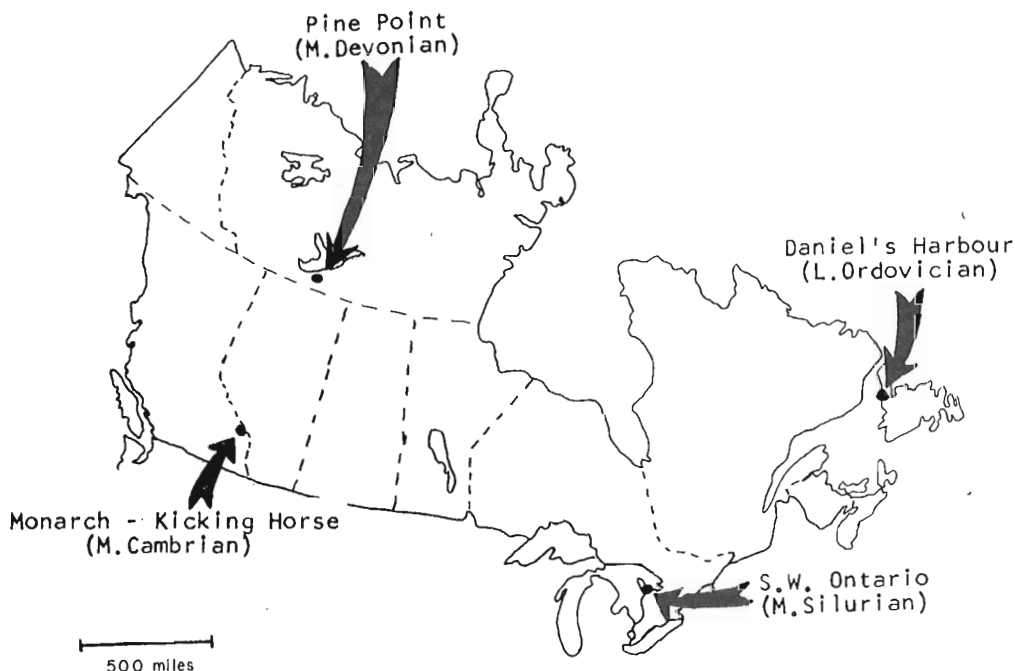 Pine Point
(M.Devonian)
Daniel's Harbour
(L.Ordovician)
Monarch - Kicking Horse
(M.Cambrian)
S.W. Ontario
(M.Silurian)
500 miles